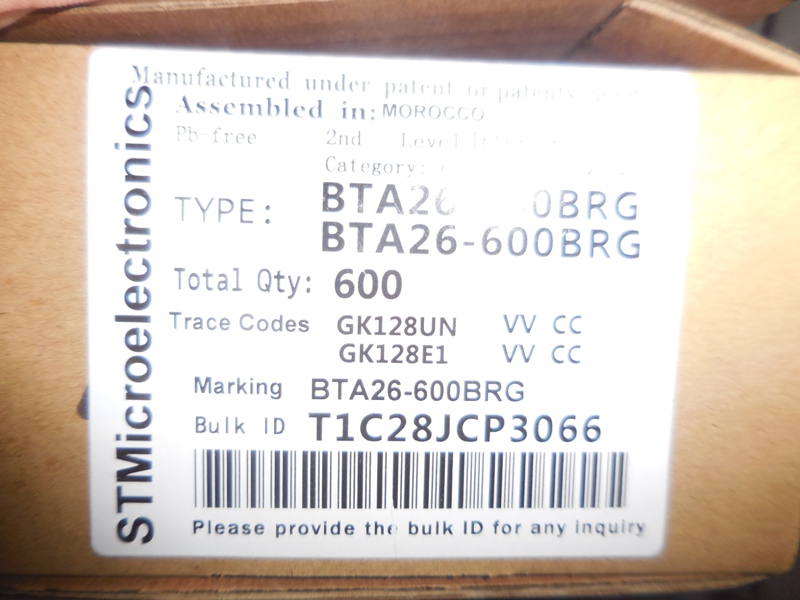 STMicroelectronics
Manufactured under patent or patents
Assembled in: MOROCCO
Pb-free 2nd Level
Category:
TYPE: BTA26 0BRG
BTA26-600BRG
Total Qty: 600
Trace Codes GK128UN VV CC
GK128E1 VV CC
Marking BTA26-600BRG
Bulk ID T1C28JCP3066
Please provide the bulk ID for any inquiry